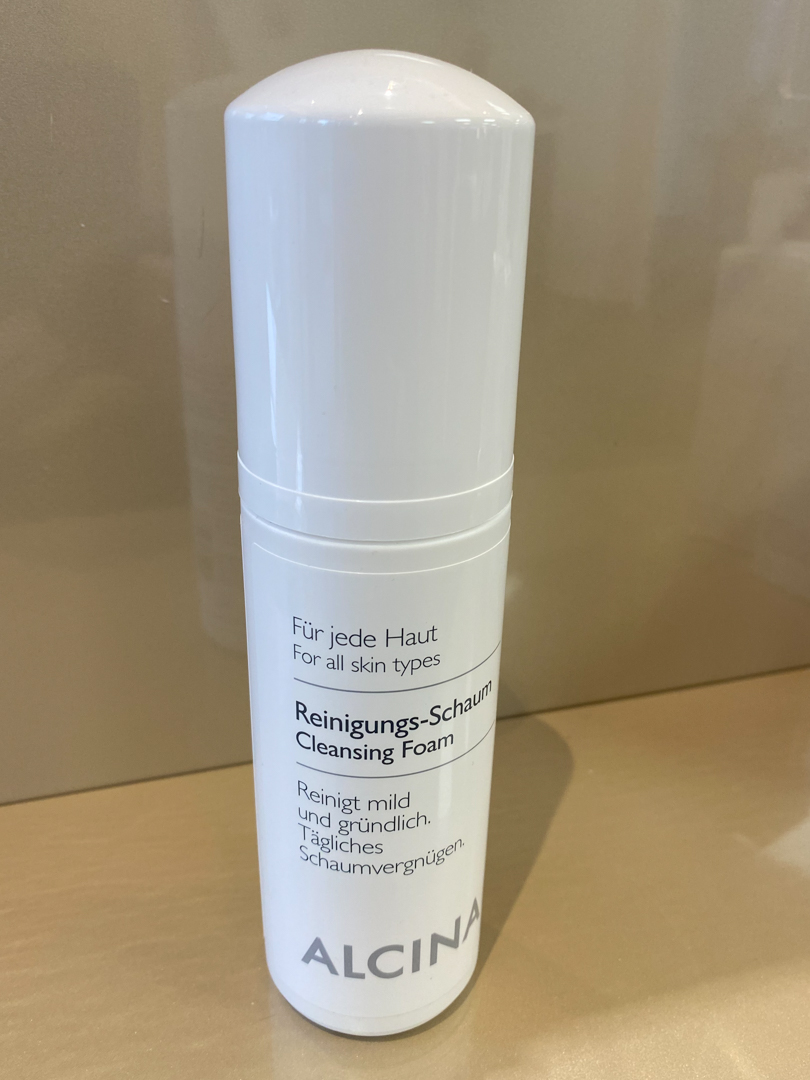 Für jede Haut
For all skin types
Reinigungs-Schaum
Cleansing Foam
Reinigt mild
und gründlich.
Tägliches
Schaumvergnügen.
ALCINA